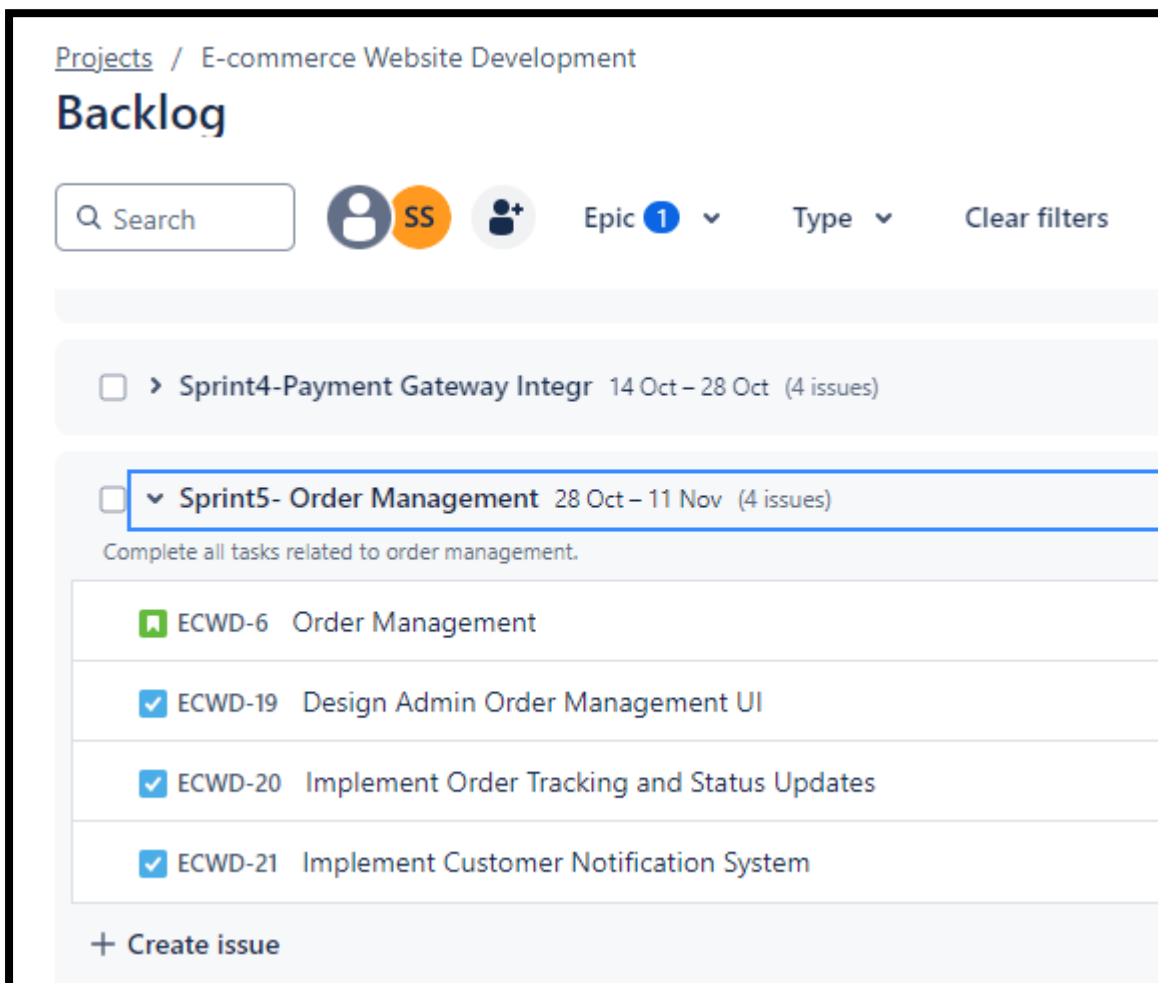 Projects / E-commerce Website Development
Backlog
Search SS Epic 1 Type Clear filters
Sprint4-Payment Gateway Integr 14 Oct – 28 Oct (4 issues)
Sprint5- Order Management 28 Oct – 11 Nov (4 issues)
Complete all tasks related to order management.
ECWD-6 Order Management
ECWD-19 Design Admin Order Management UI
ECWD-20 Implement Order Tracking and Status Updates
ECWD-21 Implement Customer Notification System
+ Create issue